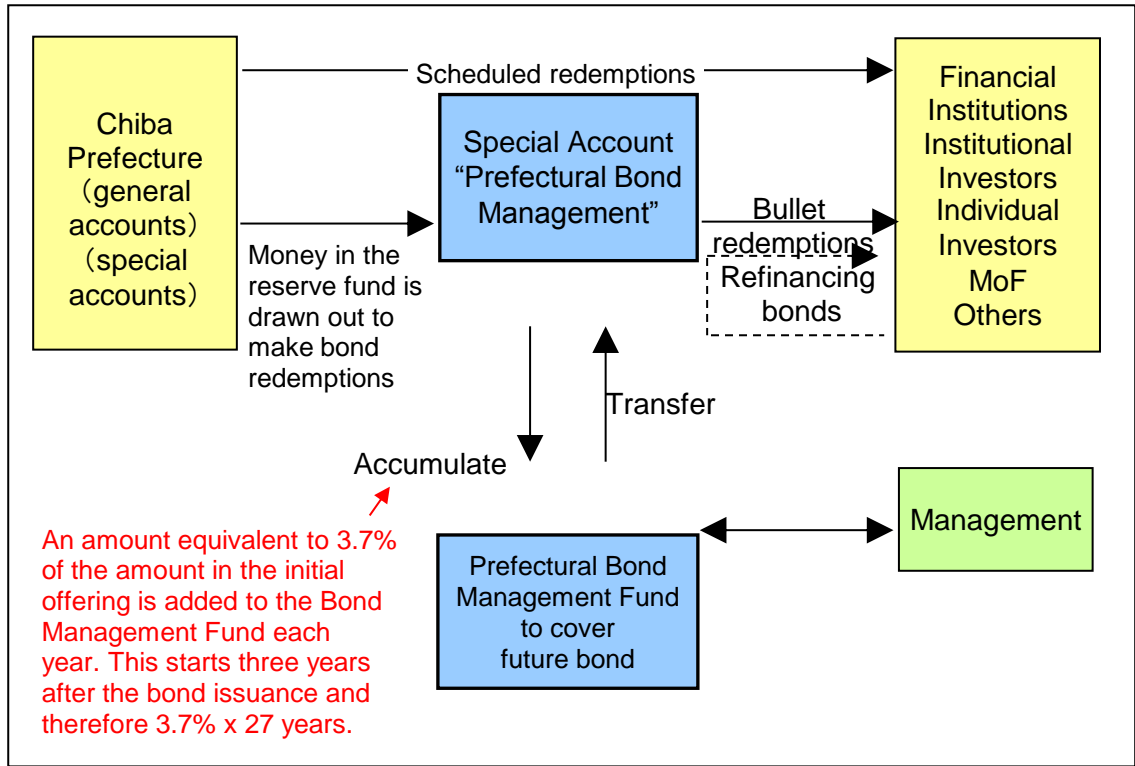 Chiba
Prefecture
（general
accounts）
（special
accounts）
Scheduled redemptions
Money in the
reserve fund is
drawn out to
make bond
redemptions
Special Account
“Prefectural Bond
Management”
Bullet
redemptions
Refinancing
bonds
Financial
Institutions
Institutional
Investors
Individual
Investors
MoF
Others
Transfer
Accumulate
An amount equivalent to 3.7%
of the amount in the initial
offering is added to the Bond
Management Fund each
year. This starts three years
after the bond issuance and
therefore 3.7% x 27 years.
Prefectural Bond
Management Fund
to cover
future bond
Management